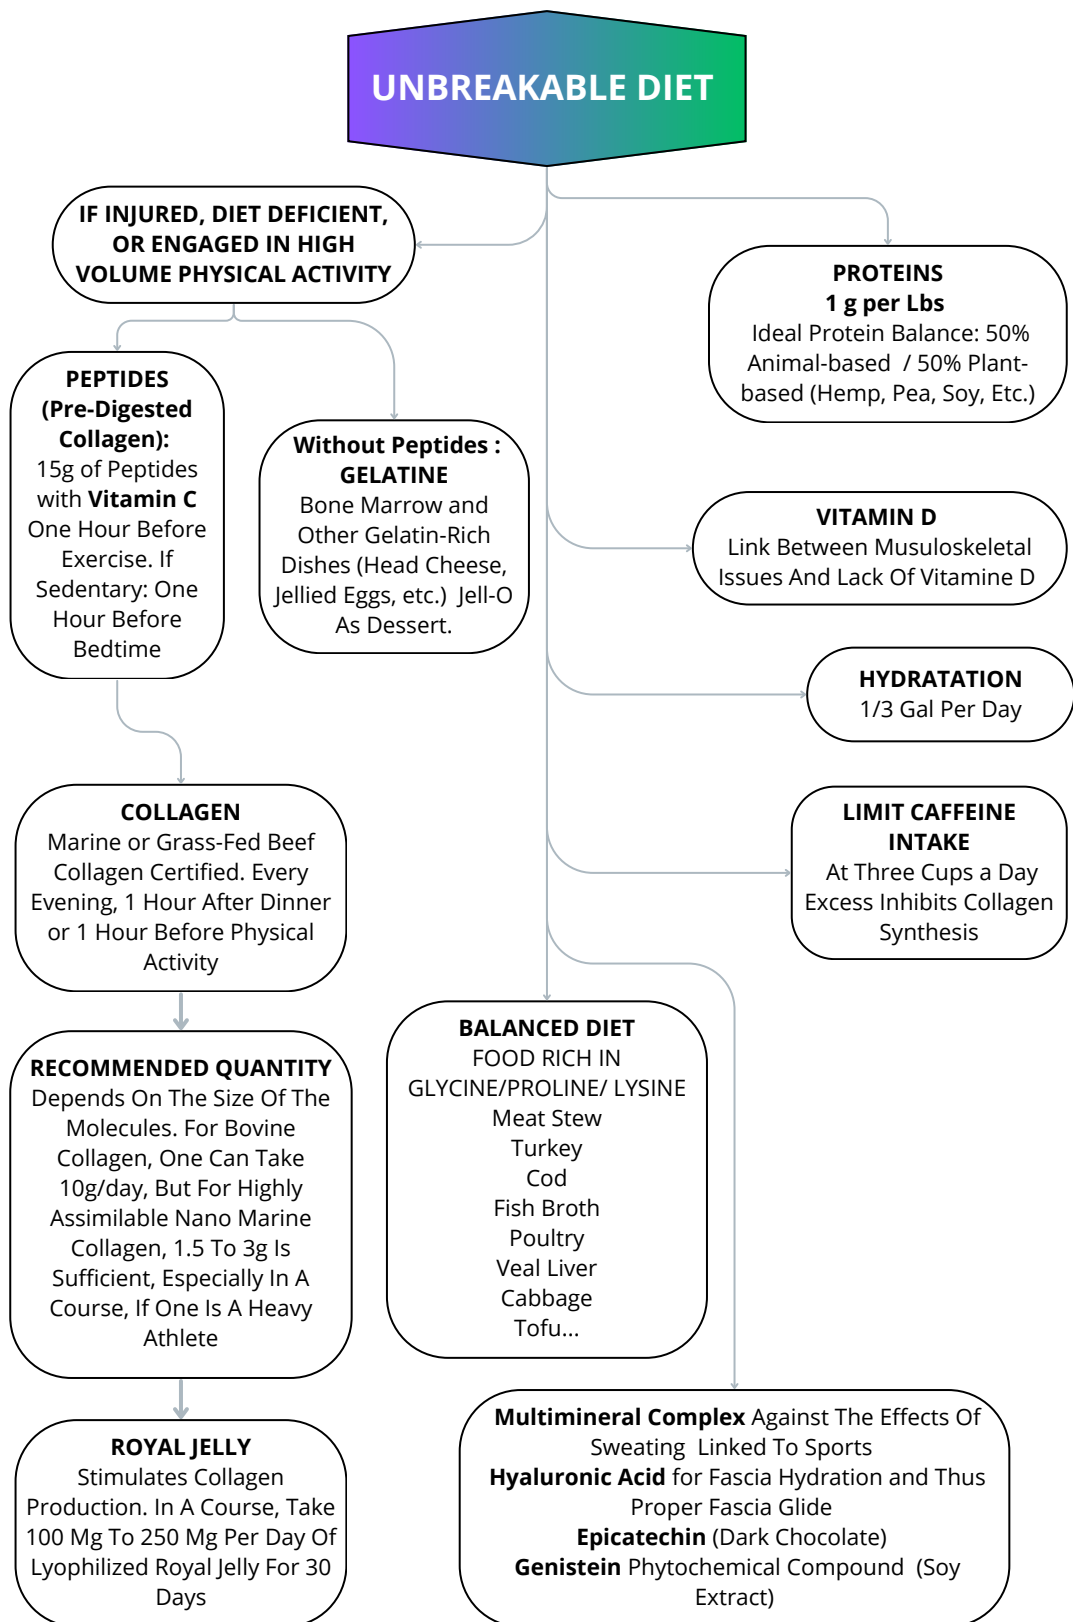 UNBREAKABLE DIET
IF INJURED, DIET DEFICIENT,
OR ENGAGED IN HIGH
VOLUME PHYSICAL ACTIVITY
PROTEINS
1 g per Lbs
Ideal Protein Balance: 50%
Animal-based / 50% Plant-
based (Hemp, Pea, Soy, Etc.)
PEPTIDES
(Pre-Digested
Collagen):
15g of Peptides
with Vitamin C
One Hour Before
Exercise. If
Sedentary: One
Hour Before
Bedtime
Without Peptides :
GELATINE
Bone Marrow and
Other Gelatin-Rich
Dishes (Head Cheese,
Jellied Eggs, etc.) Jell-O
As Dessert.
VITAMIN D
Link Between Musuloskeletal
Issues And Lack Of Vitamine D
HYDRATATION
1/3 Gal Per Day
COLLAGEN
Marine or Grass-Fed Beef
Collagen Certified. Every
Evening, 1 Hour After Dinner
or 1 Hour Before Physical
Activity
LIMIT CAFFEINE
INTAKE
At Three Cups a Day
Excess Inhibits Collagen
Synthesis
RECOMMENDED QUANTITY
Depends On The Size Of The
Molecules. For Bovine
Collagen, One Can Take
10g/day, But For Highly
Assimilable Nano Marine
Collagen, 1.5 To 3g Is
Sufficient, Especially In A
Course, If One Is A Heavy
Athlete
BALANCED DIET
FOOD RICH IN
GLYCINE/PROLINE/ LYSINE
Meat Stew
Turkey
Cod
Fish Broth
Poultry
Veal Liver
Cabbage
Tofu...
ROYAL JELLY
Stimulates Collagen
Production. In A Course, Take
100 Mg To 250 Mg Per Day Of
Lyophilized Royal Jelly For 30
Days
Multimineral Complex Against The Effects Of
Sweating Linked To Sports
Hyaluronic Acid for Fascia Hydration and Thus
Proper Fascia Glide
Epicatechin (Dark Chocolate)
Genistein Phytochemical Compound (Soy
Extract)